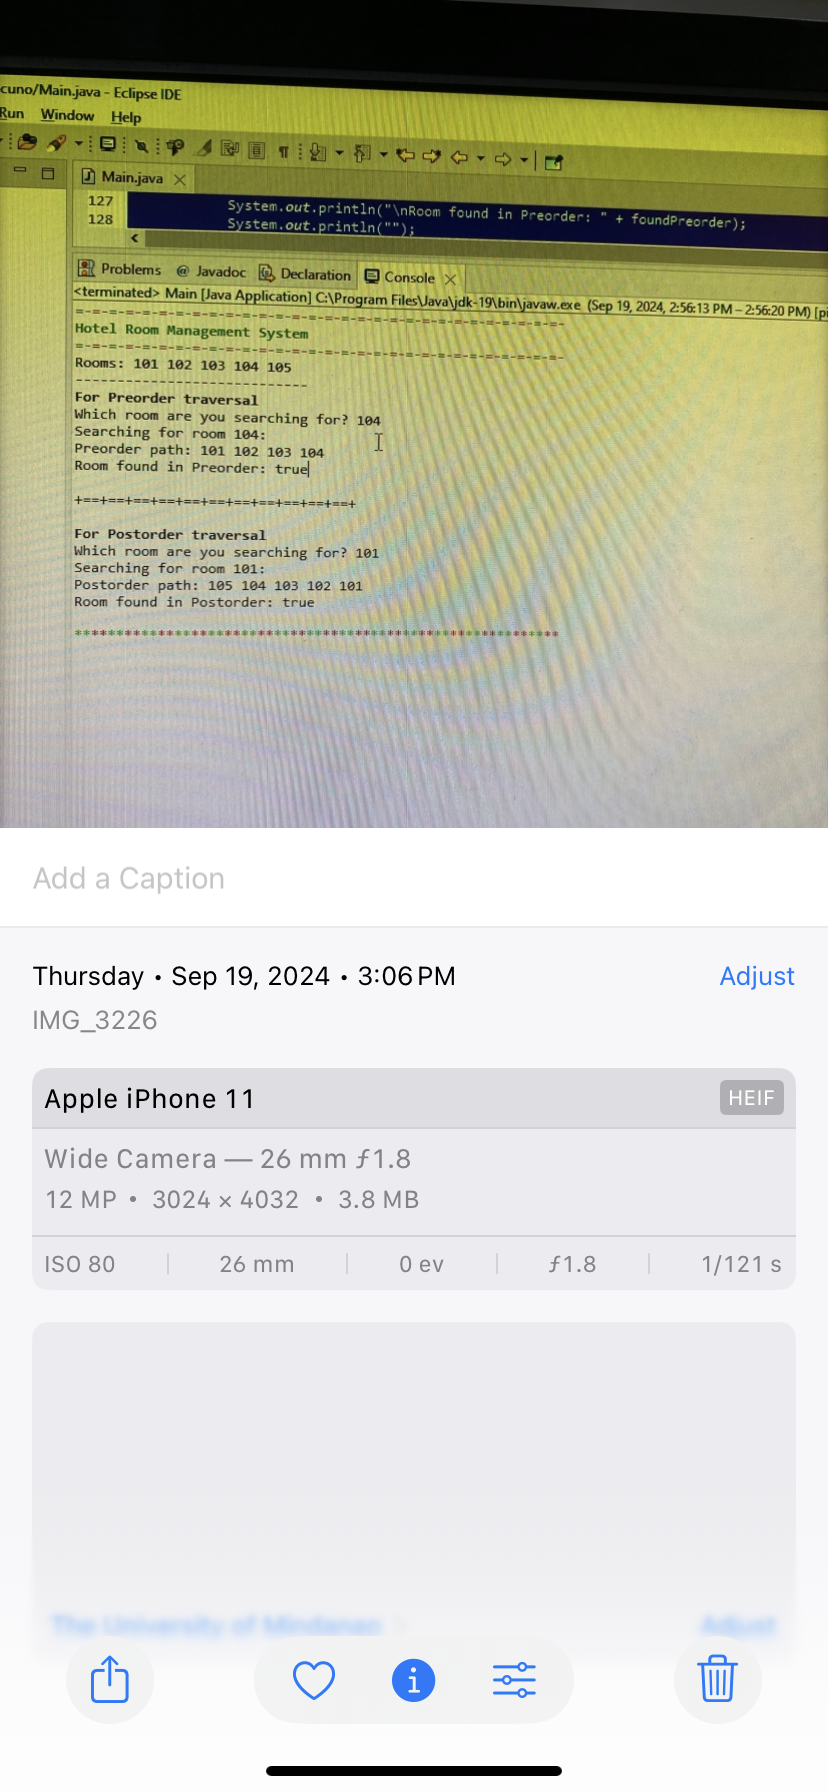 cuno/Main.java - Eclipse IDE
Run Window Help
Main.java
127 System.out.println("\nRoom found in Preorder: " + foundPreorder);
128 System.out.println("");
Problems @ Javadoc Declaration Console
<terminated> Main [Java Application] C:\Program Files\Java\jdk-19\bin\javaw.exe (Sep 19, 2024, 2:56:13 PM – 2:56:20 PM) [pi
Hotel Room Management System
Rooms: 101 102 103 104 105
----------------------------
For Preorder traversal
Which room are you searching for? 104
Searching for room 104:
Preorder path: 101 102 103 104
Room found in Preorder: true
+==+==+==+==+==+==+==+==+==+==+==+
For Postorder traversal
Which room are you searching for? 101
Searching for room 101:
Postorder path: 105 104 103 102 101
Room found in Postorder: true
Add a Caption
Thursday • Sep 19, 2024 • 3:06 PM Adjust
IMG_3226
Apple iPhone 11 HEIF
Wide Camera — 26 mm ƒ1.8
12 MP • 3024 × 4032 • 3.8 MB
ISO 80 26 mm 0 ev ƒ1.8 1/121 s
The University of Mindanao Adjust